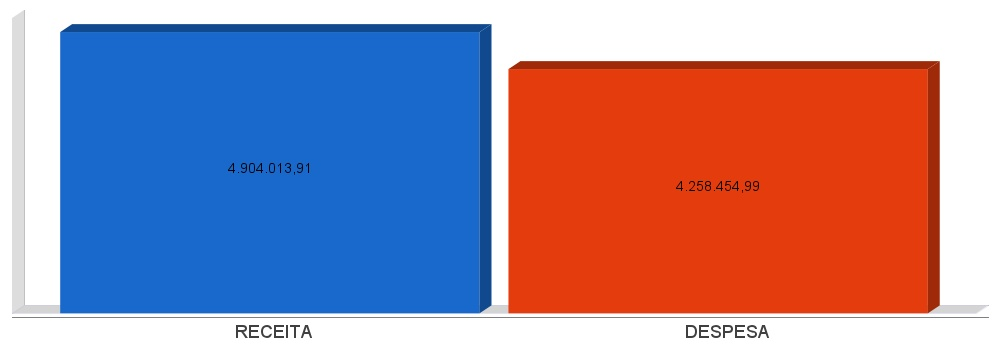 4.904.013,91
4.258.454,99
RECEITA
DESPESA